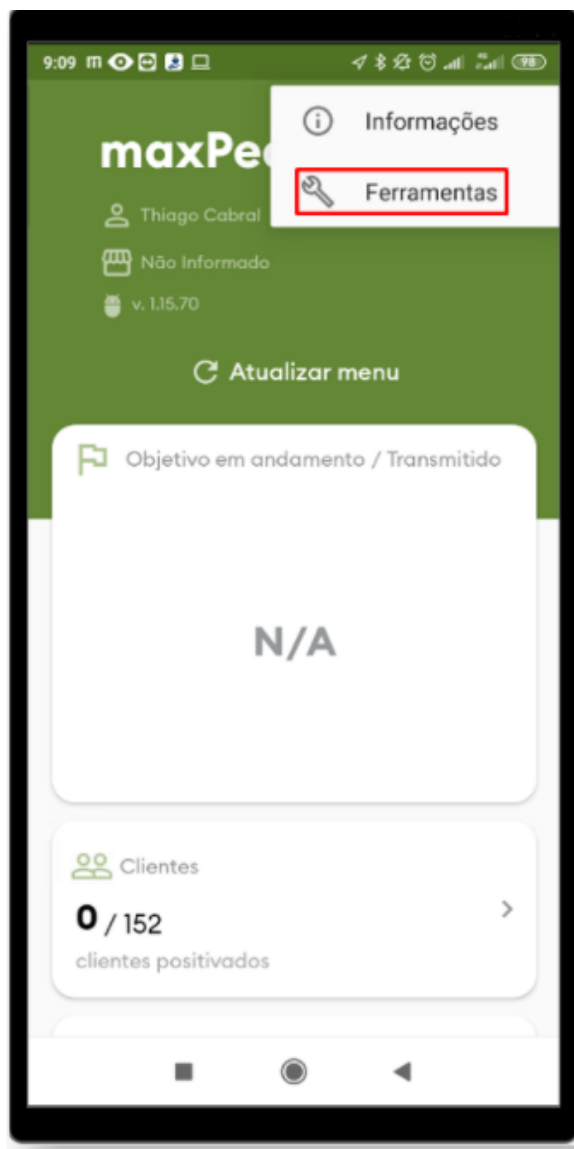 9:09
98
Informações
maxPe
Ferramentas
Thiago Cabral
Não Informado
v. 1.15.70
Atualizar menu
Objetivo em andamento / Transmitido
N/A
Clientes
0 / 152
clientes positivados